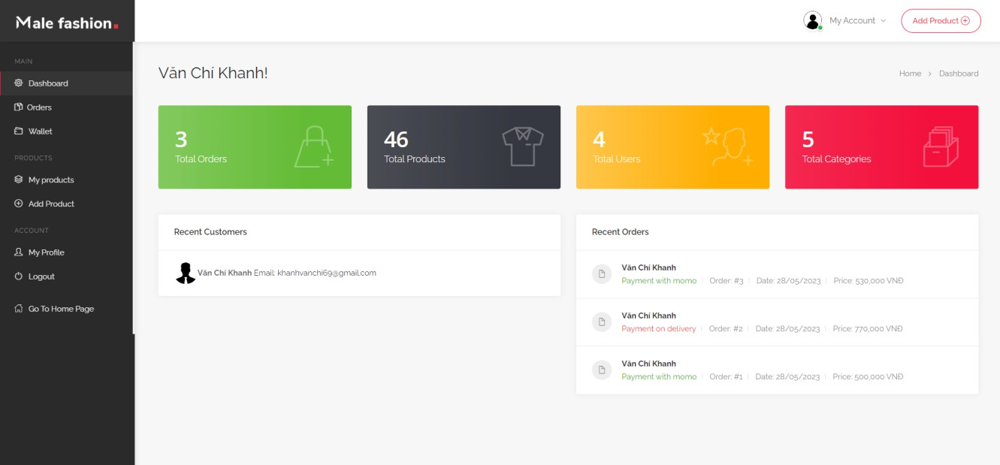 Male fashion.
My Account
Add Product
MAIN
Dashboard
Orders
Wallet
PRODUCTS
My products
Add Product
ACCOUNT
My Profile
Logout
Go To Home Page
Văn Chí Khanh!
Home > Dashboard
3
Total Orders
46
Total Products
4
Total Users
5
Total Categories
Recent Customers
Văn Chí Khanh Email: khanhvanchi69@gmail.com
Recent Orders
Văn Chí Khanh
Payment with momo Order: #3 Date: 28/05/2023 Price: 530,000 VNĐ
Văn Chí Khanh
Payment on delivery Order: #2 Date: 28/05/2023 Price: 770,000 VNĐ
Văn Chí Khanh
Payment with momo Order: #1 Date: 28/05/2023 Price: 500,000 VNĐ